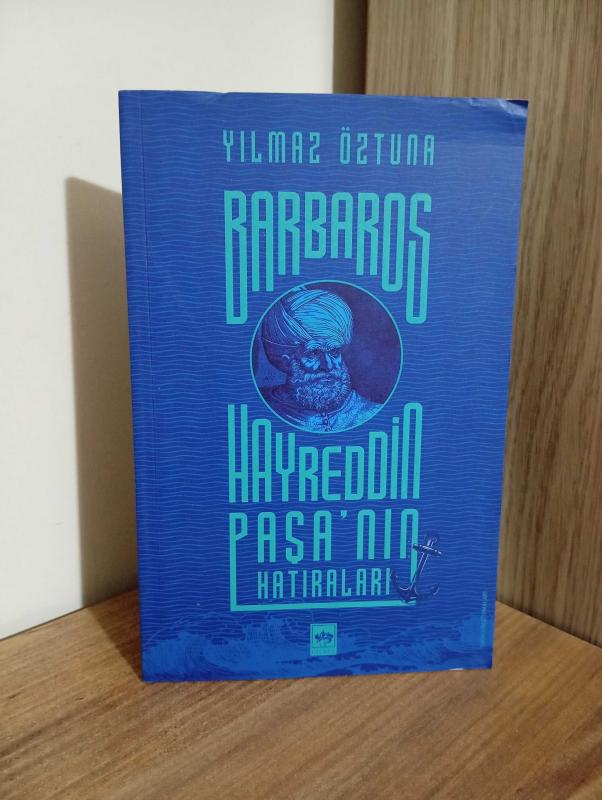 YILMAZ ÖZTUNA
BARBAROS
HAYREDDİN
PAŞA'NIN
HATIRALARI